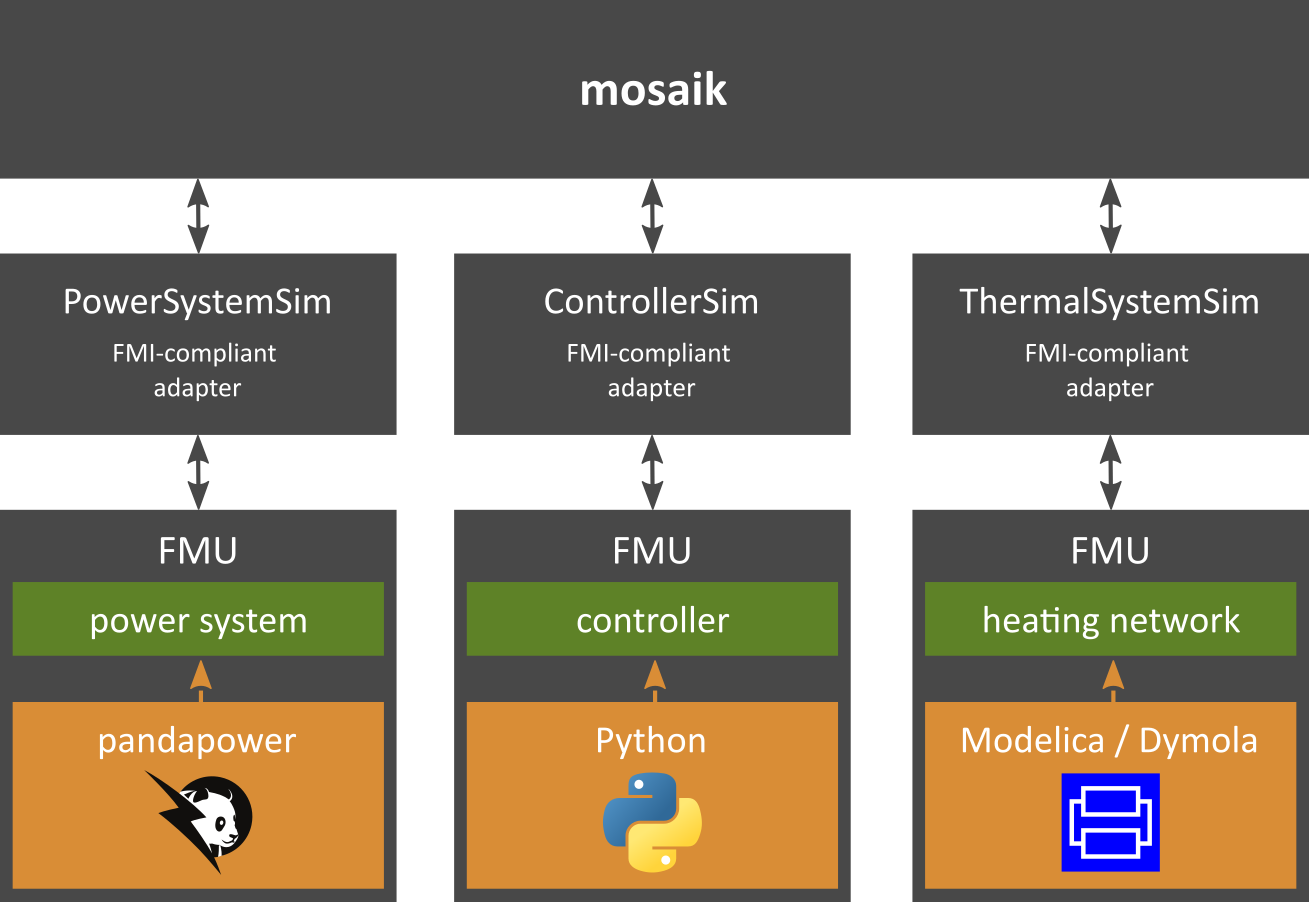 mosaik
PowerSystemSim
FMI-compliant
adapter
ControllerSim
FMI-compliant
adapter
ThermalSystemSim
FMI-compliant
adapter
FMU
power system
pandapower
FMU
controller
Python
FMU
heating network
Modelica / Dymola